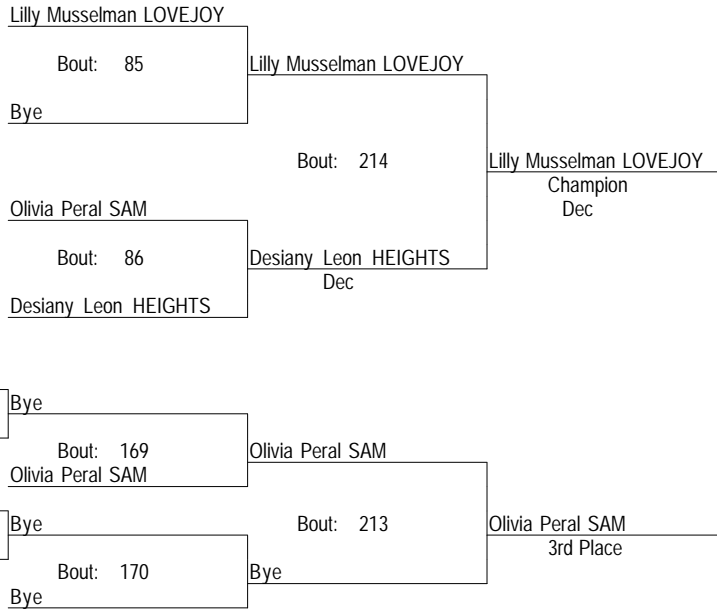 Lilly Musselman LOVEJOY
Bout: 85
Lilly Musselman LOVEJOY
Bye
Bout: 214
Lilly Musselman LOVEJOY
Champion
Dec
Olivia Peral SAM
Bout: 86
Desiany Leon HEIGHTS
Dec
Desiany Leon HEIGHTS
Bye
Bout: 169
Olivia Peral SAM
Olivia Peral SAM
Bye
Bout: 213
Olivia Peral SAM
3rd Place
Bout: 170
Bye
Bye